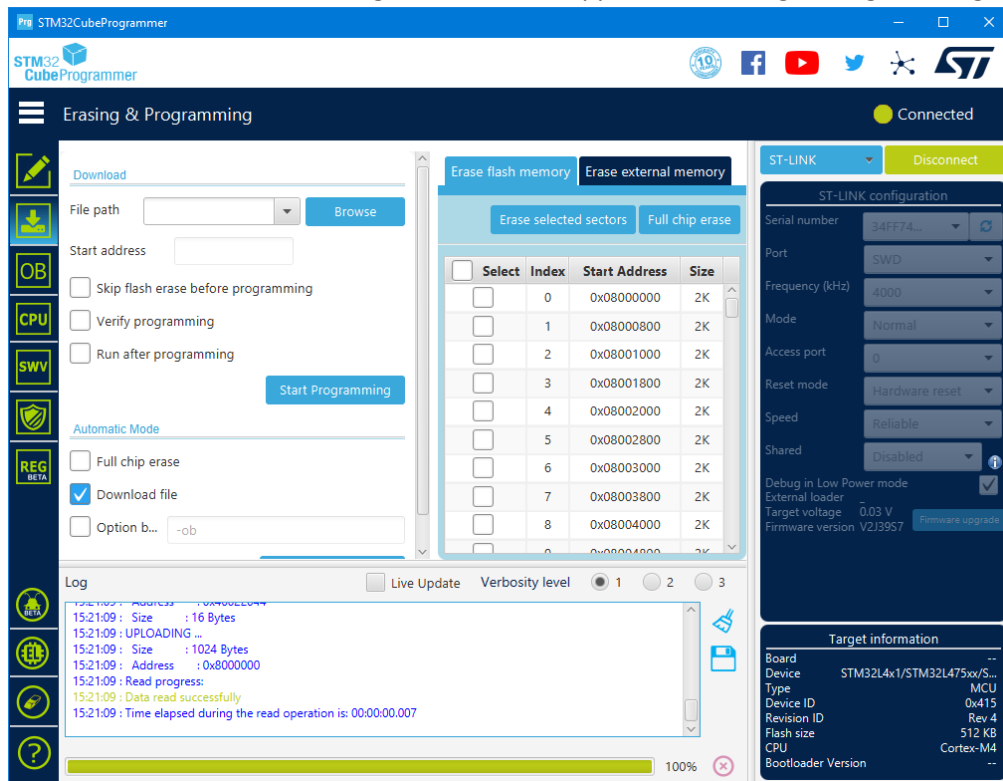 Prg STM32CubeProgrammer
STM32
CubeProgrammer
10
ST
Erasing & Programming
Connected
Download
File path
Browse
Start address
Skip flash erase before programming
Verify programming
Run after programming
Start Programming
Automatic Mode
Full chip erase
Download file
Option b... -ob
OB
CPU
SWV
REG
BETA
BETA
Erase flash memory Erase external memory
Erase selected sectors Full chip erase
Select Index Start Address Size
0 0x08000000 2K
1 0x08000800 2K
2 0x08001000 2K
3 0x08001800 2K
4 0x08002000 2K
5 0x08002800 2K
6 0x08003000 2K
7 0x08003800 2K
8 0x08004000 2K
ST-LINK Disconnect
ST-LINK configuration
Serial number 34FF74...
Port SWD
Frequency (kHz) 4000
Mode Normal
Access port 0
Reset mode Hardware reset
Speed Reliable
Shared Disabled
Debug in Low Power mode
External loader _
Target voltage 0.03 V
Firmware version V2J39S7 Firmware upgrade
Log Live Update Verbosity level 1 2 3
15:21:09 : Size : 16 Bytes
15:21:09 : UPLOADING ...
15:21:09 : Size : 1024 Bytes
15:21:09 : Address : 0x8000000
15:21:09 : Read progress:
15:21:09 : Data read successfully
15:21:09 : Time elapsed during the read operation is: 00:00:00.007
100%
Target information
Board --
Device STM32L4x1/STM32L475xx/S...
Type MCU
Device ID 0x415
Revision ID Rev 4
Flash size 512 KB
CPU Cortex-M4
Bootloader Version --